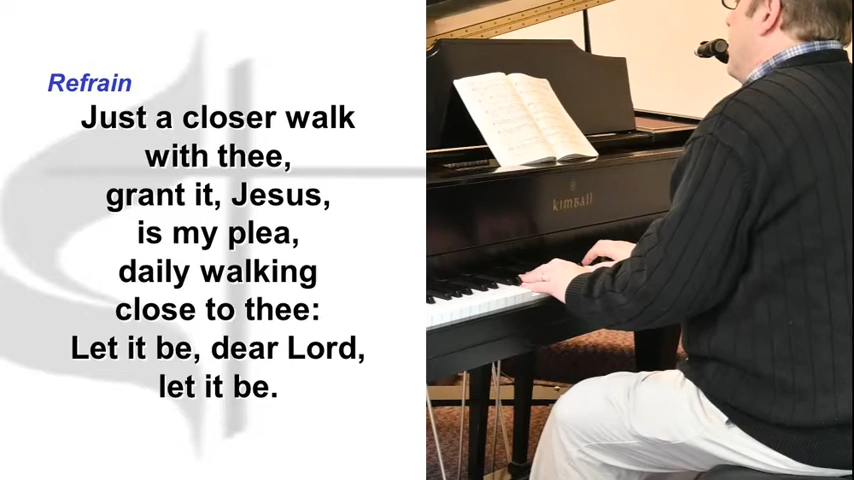 Refrain
Just a closer walk
with thee,
grant it, Jesus,
is my plea,
daily walking
close to thee:
Let it be, dear Lord,
let it be.
KIMBALL